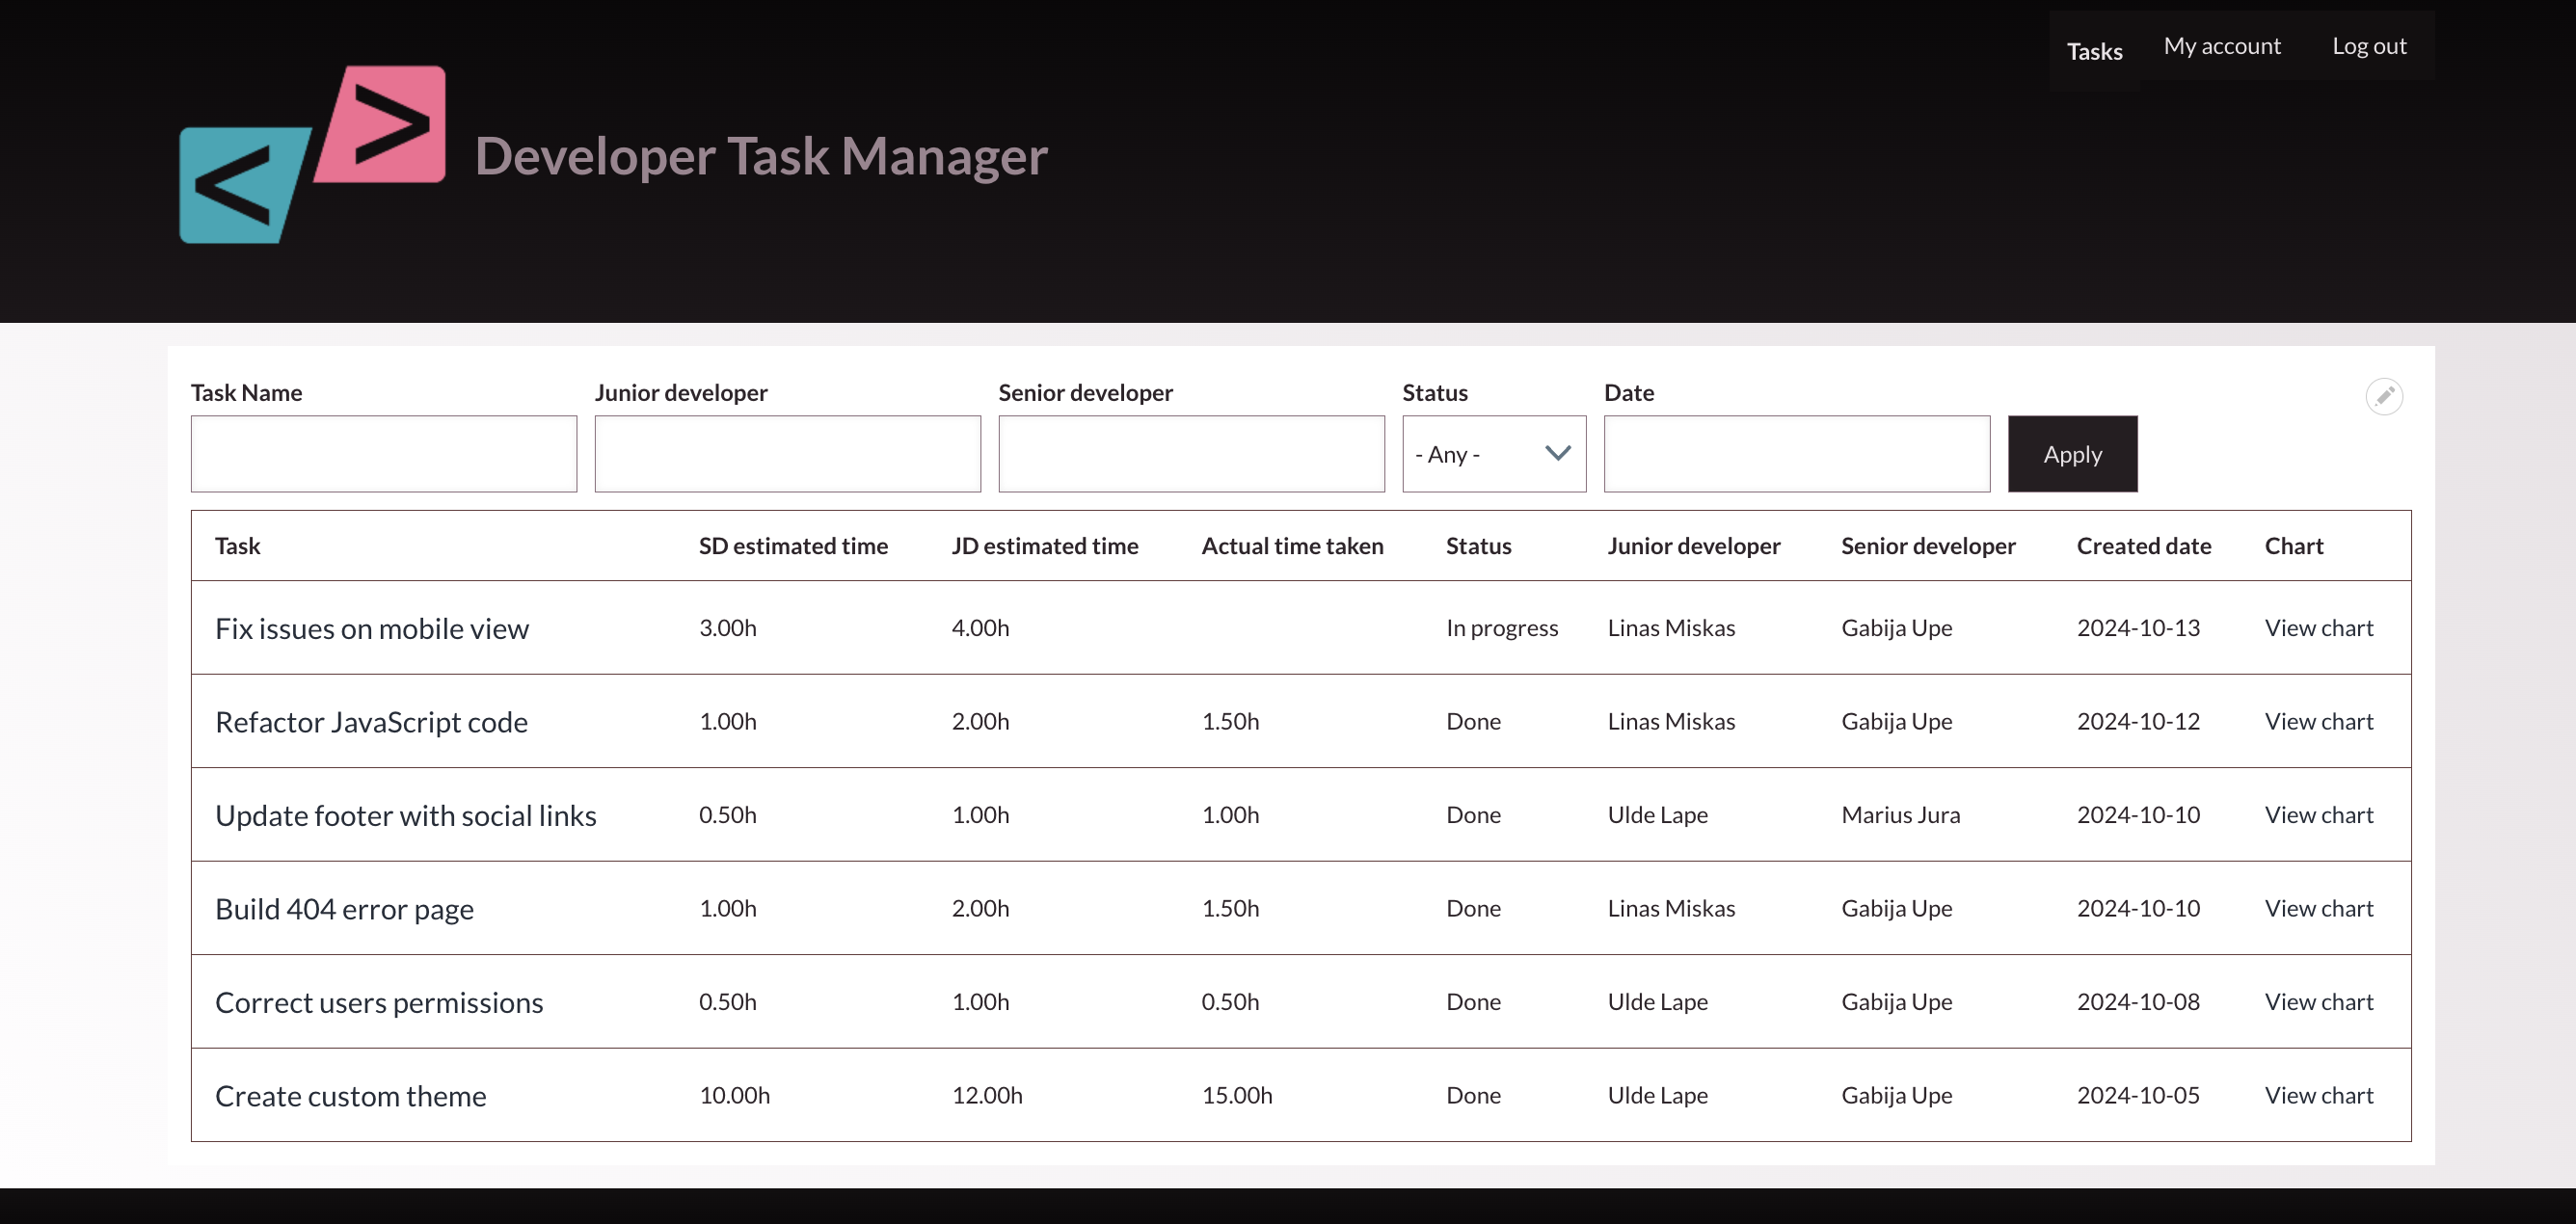 Tasks My account Log out
< >
Developer Task Manager
Task Name Junior developer Senior developer Status Date
- Any - Apply
Task SD estimated time JD estimated time Actual time taken Status Junior developer Senior developer Created date Chart
Fix issues on mobile view 3.00h 4.00h In progress Linas Miskas Gabija Upe 2024-10-13 View chart
Refactor JavaScript code 1.00h 2.00h 1.50h Done Linas Miskas Gabija Upe 2024-10-12 View chart
Update footer with social links 0.50h 1.00h 1.00h Done Ulde Lape Marius Jura 2024-10-10 View chart
Build 404 error page 1.00h 2.00h 1.50h Done Linas Miskas Gabija Upe 2024-10-10 View chart
Correct users permissions 0.50h 1.00h 0.50h Done Ulde Lape Gabija Upe 2024-10-08 View chart
Create custom theme 10.00h 12.00h 15.00h Done Ulde Lape Gabija Upe 2024-10-05 View chart